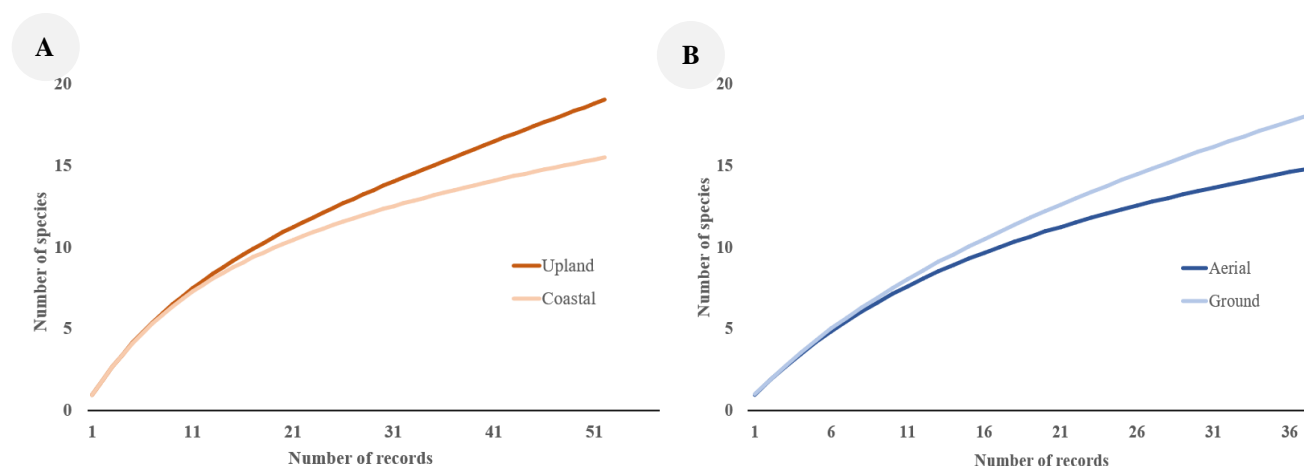 A
20
15
10
5
0
Number of species
Upland
Coastal
1 11 21 31 41 51
Number of records
B
20
15
10
5
0
Number of species
Aerial
Ground
1 6 11 16 21 26 31 36
Number of records